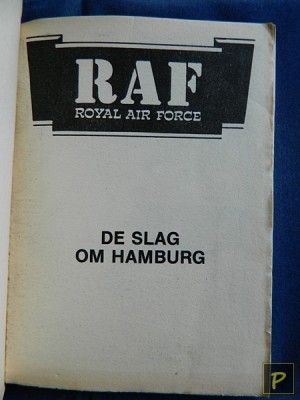 RAF
ROYAL AIR FORCE
DE SLAG
OM HAMBURG
P